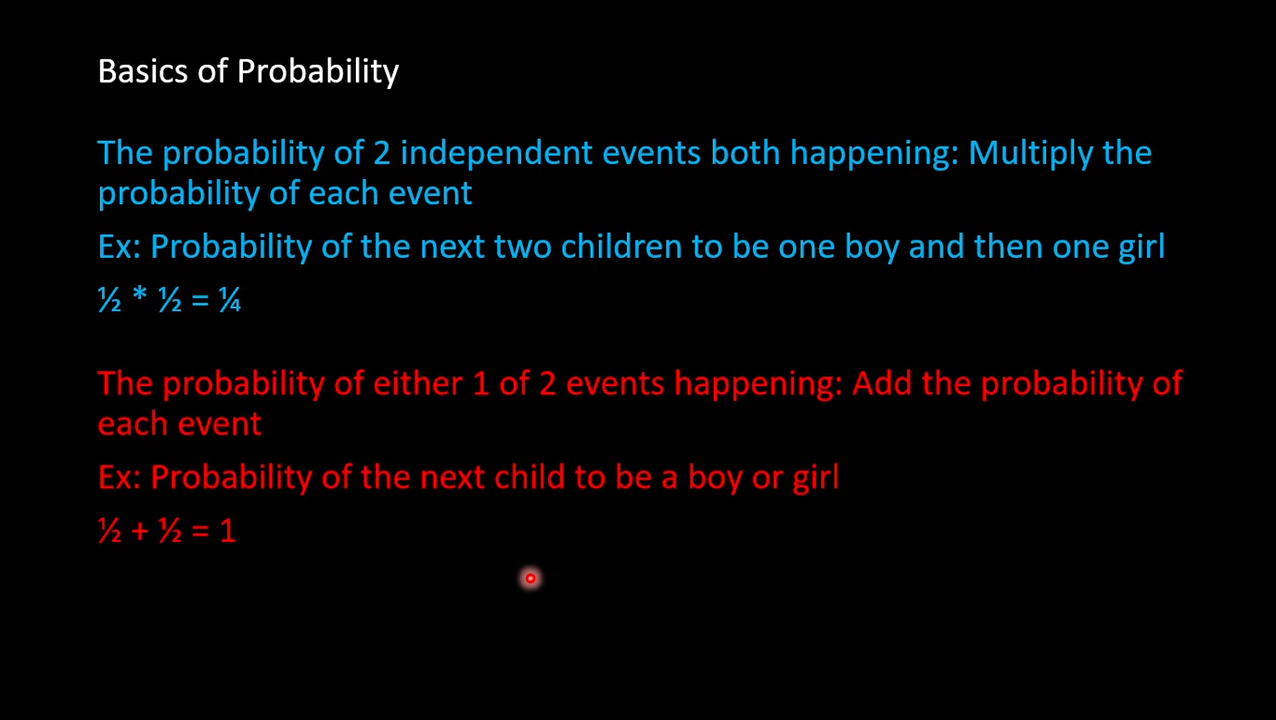 Basics of Probability
The probability of 2 independent events both happening: Multiply the
probability of each event
Ex: Probability of the next two children to be one boy and then one girl
½ * ½ = ¼
The probability of either 1 of 2 events happening: Add the probability of
each event
Ex: Probability of the next child to be a boy or girl
½ + ½ = 1